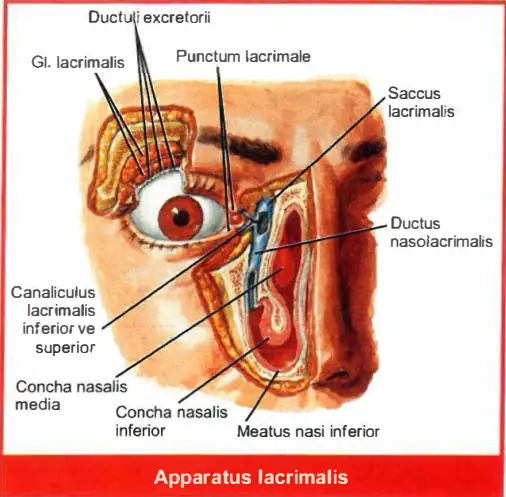 Ductuli excretorii
Gl. lacrimalis
Punctum lacrimale
Saccus
lacrimalis
Ductus
nasolacrimalis
Canaliculus
lacrimalis
inferior ve
superior
Concha nasalis
media
Concha nasalis
inferior
Meatus nasi inferior
Apparatus lacrimalis